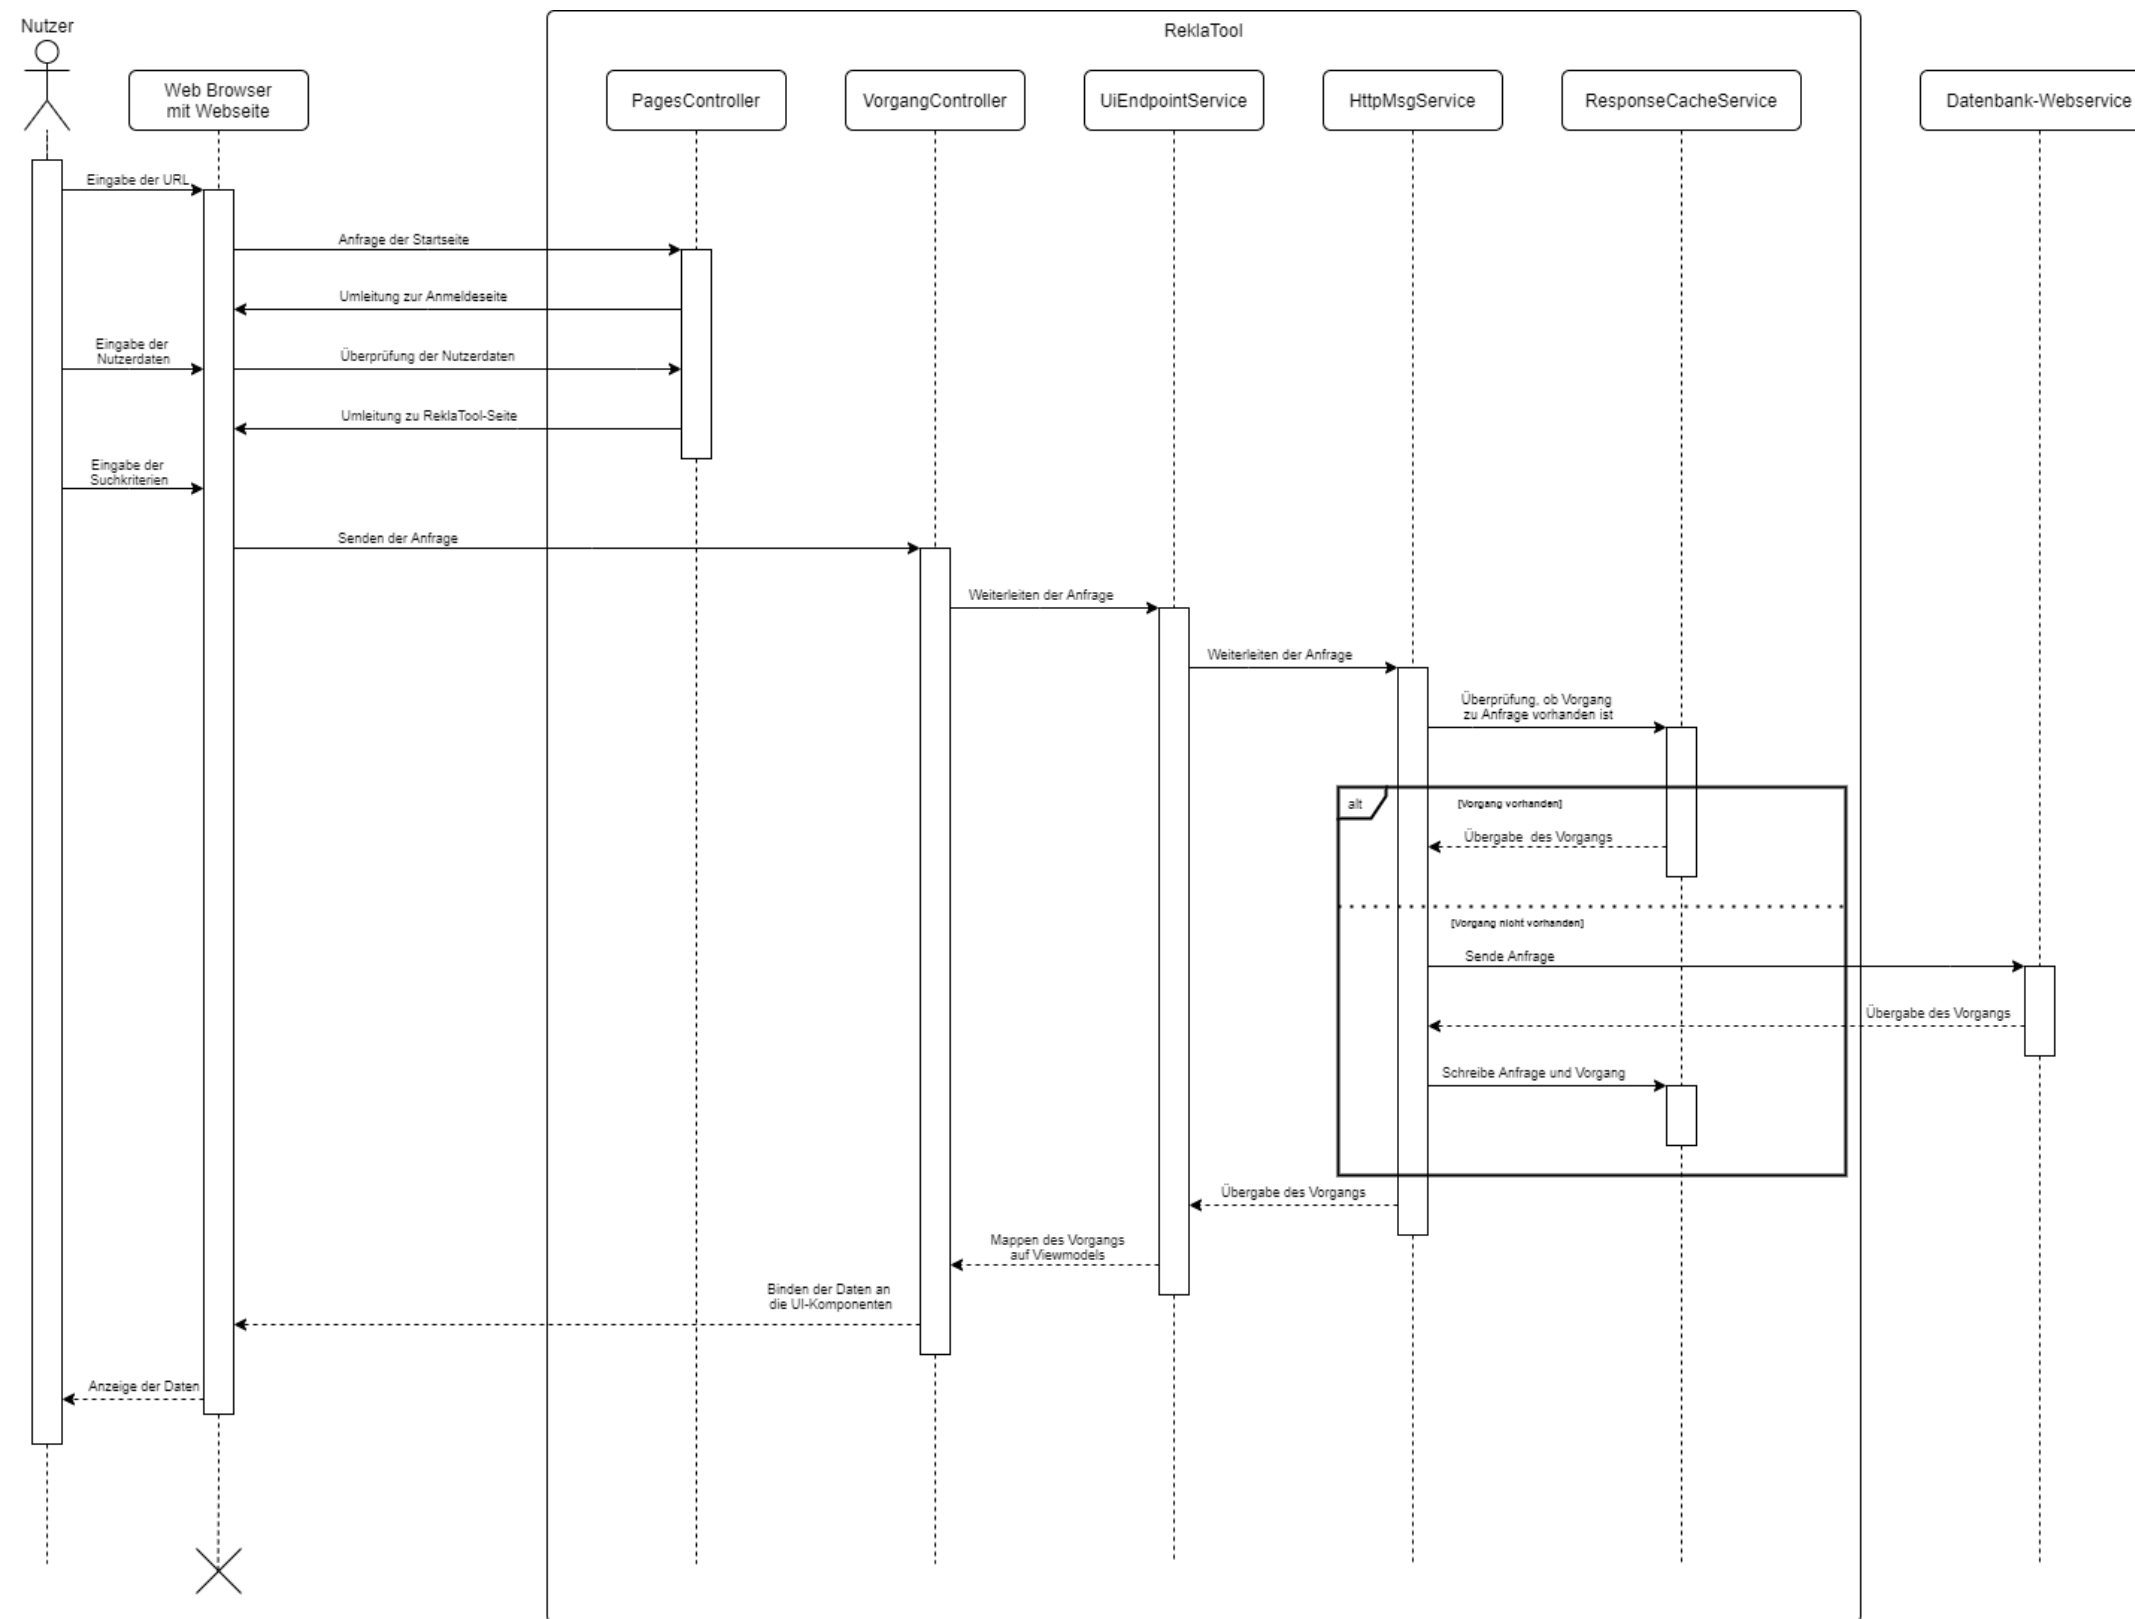 Nutzer
ReklaTool
Web Browser
mit Webseite
PagesController
VorgangController
UiEndpointService
HttpMsgService
ResponseCacheService
Datenbank-Webservice
Eingabe der URL
Anfrage der Startseite
Umleitung zur Anmeldeseite
Eingabe der
Nutzerdaten
Überprüfung der Nutzerdaten
Umleitung zu ReklaTool-Seite
Eingabe der
Suchkriterien
Senden der Anfrage
Weiterleiten der Anfrage
Weiterleiten der Anfrage
Überprüfung, ob Vorgang
zu Anfrage vorhanden ist
alt
[Vorgang vorhanden]
Übergabe des Vorgangs
[Vorgang nicht vorhanden]
Sende Anfrage
Übergabe des Vorgangs
Schreibe Anfrage und Vorgang
Übergabe des Vorgangs
Mappen des Vorgangs
auf Viewmodels
Binden der Daten an
die UI-Komponenten
Anzeige der Daten